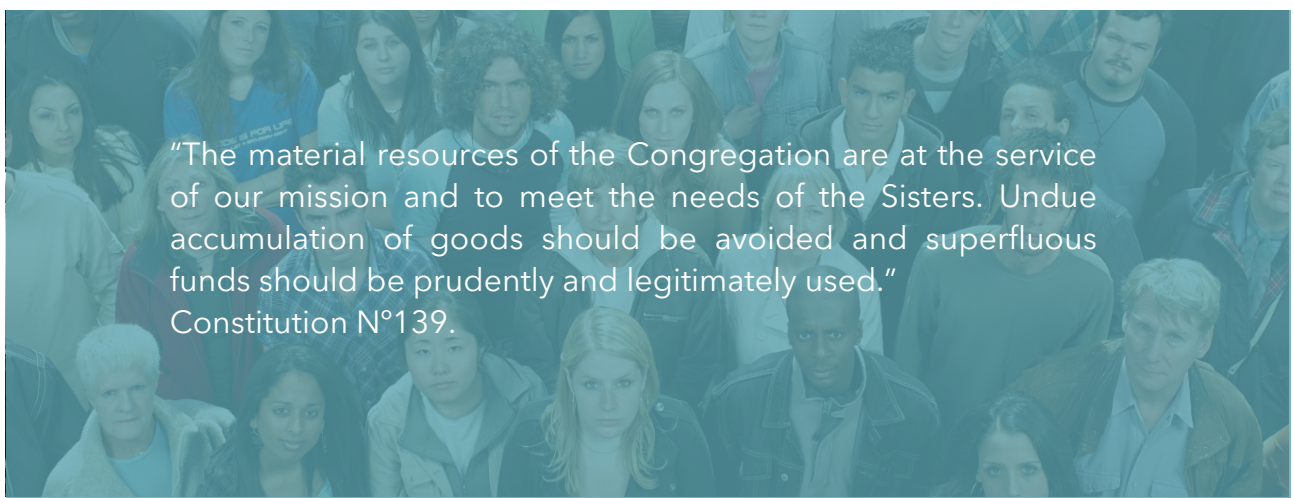 “The material resources of the Congregation are at the service
of our mission and to meet the needs of the Sisters. Undue
accumulation of goods should be avoided and superfluous
funds should be prudently and legitimately used.”
Constitution Nº139.